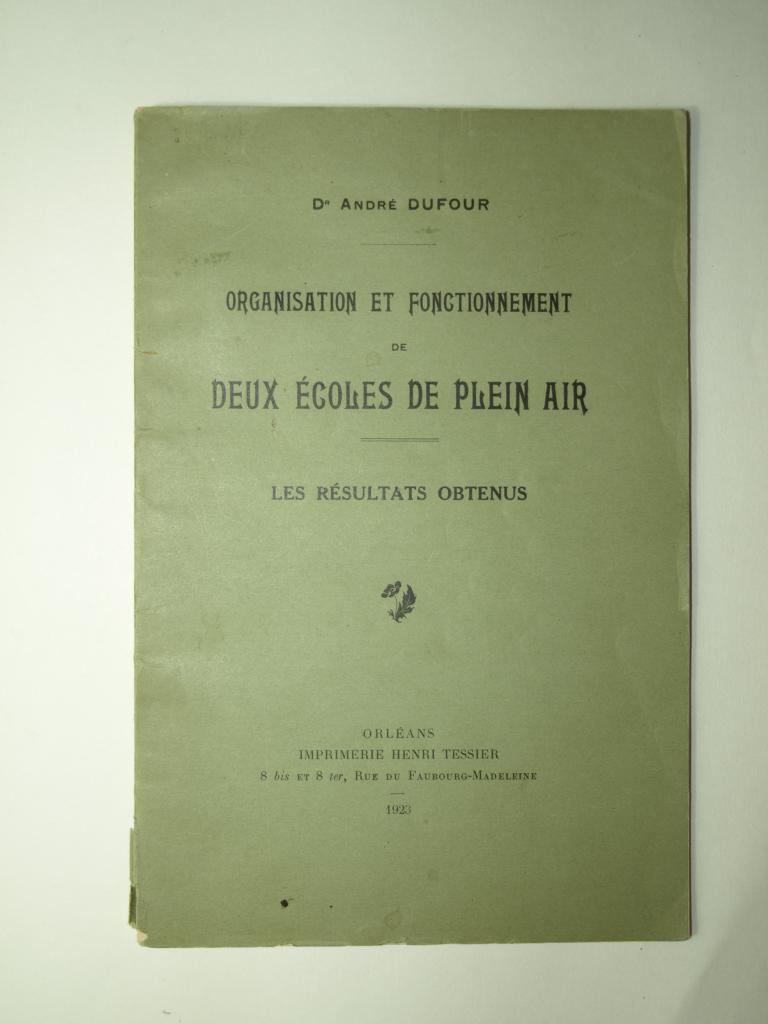 Dr André DUFOUR
ORGANISATION ET FONCTIONNEMENT
DE
DEUX ÉCOLES DE PLEIN AIR
LES RÉSULTATS OBTENUS
ORLÉANS
IMPRIMERIE HENRI TESSIER
8 bis ET 8 ter, RUE DU FAUBOURG-MADELEINE
1923